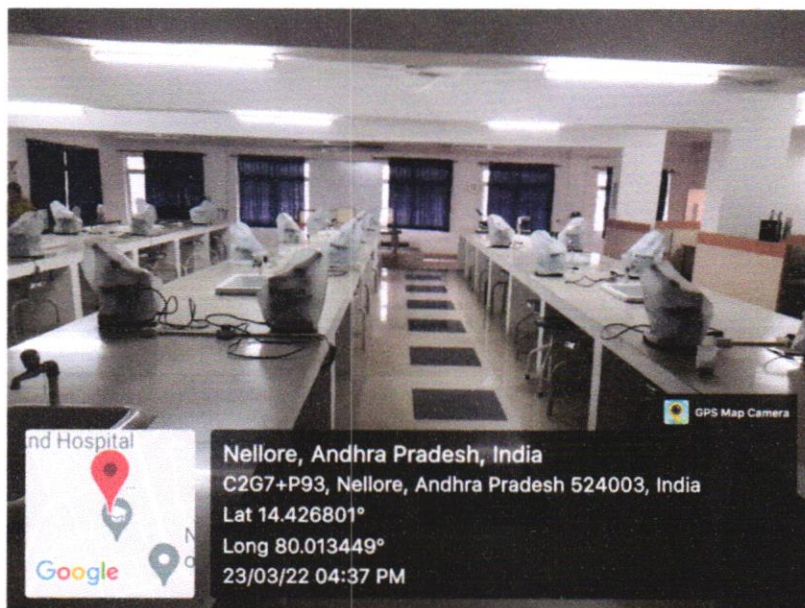 GPS Map Camera
nd Hospital
Google
Nellore, Andhra Pradesh, India
C2G7+P93, Nellore, Andhra Pradesh 524003, India
Lat 14.426801°
Long 80.013449°
23/03/22 04:37 PM